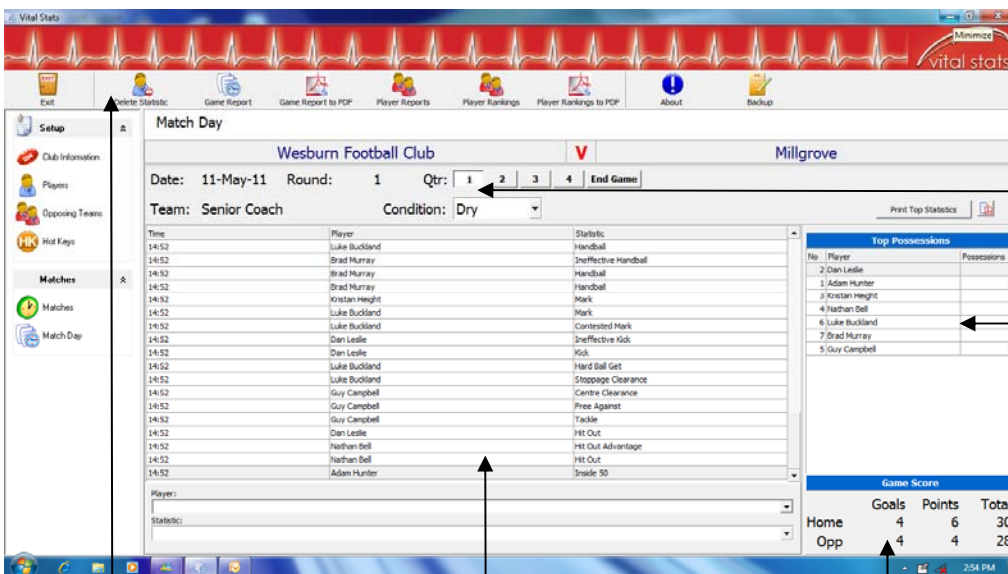 Vital Stats
Minimize
vital stats
Exit Delete Statistic Game Report Game Report to PDF Player Reports Player Rankings Player Rankings to PDF About Backup
Setup
Club Information
Players
Opposing Teams
HK Hot Keys
Matches
Matches
Match Day
Match Day
Wesburn Football Club V Millgrove
Date: 11-May-11 Round: 1 Qtr: 1 2 3 4 End Game
Team: Senior Coach Condition: Dry Print Top Statistics
Time Player Statistic
14:52 Luke Buckland Handball
14:52 Brad Murray Ineffective Handball
14:52 Brad Murray Handball
14:52 Brad Murray Handball
14:52 Kristan Height Mark
14:52 Luke Buckland Mark
14:52 Luke Buckland Contested Mark
14:52 Dan Leslie Ineffective Kick
14:52 Dan Leslie Kick
14:52 Luke Buckland Hard Ball Get
14:52 Luke Buckland Stoppage Clearance
14:52 Guy Campbell Centre Clearance
14:52 Guy Campbell Free Against
14:52 Guy Campbell Tackle
14:52 Dan Leslie Hit Out
14:52 Nathan Bell Hit Out Advantage
14:52 Nathan Bell Hit Out
14:52 Adam Hunter Inside 50
Player:
Statistic:
Top Possessions
No Player Possessions
2 Dan Leslie
1 Adam Hunter
3 Kristan Height
4 Nathan Bell
6 Luke Buckland
7 Brad Murray
5 Guy Campbell
Game Score
Goals Points Total
Home 4 6 30
Opp 4 4 28
2:54 PM